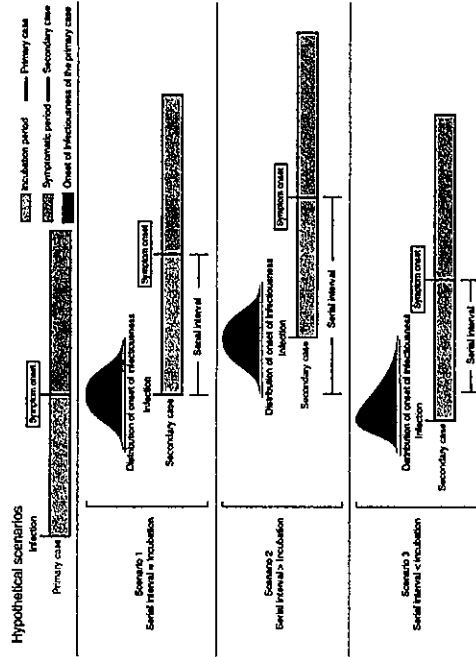 Hypothetical scenarios
Incubation period
Primary case
Symptomatic period
Secondary case
Onset of infectiousness of the primary case
Infection
Symptom onset
Primary case
Scenario 1
Serial interval = Incubation
Distribution of onset of infectiousness
Infection
Symptom onset
Secondary case
Serial interval
Scenario 2
Serial interval > Incubation
Distribution of onset of infectiousness
Infection
Symptom onset
Secondary case
Serial interval
Scenario 3
Serial interval < Incubation
Distribution of onset of infectiousness
Infection
Symptom onset
Secondary case
Serial interval